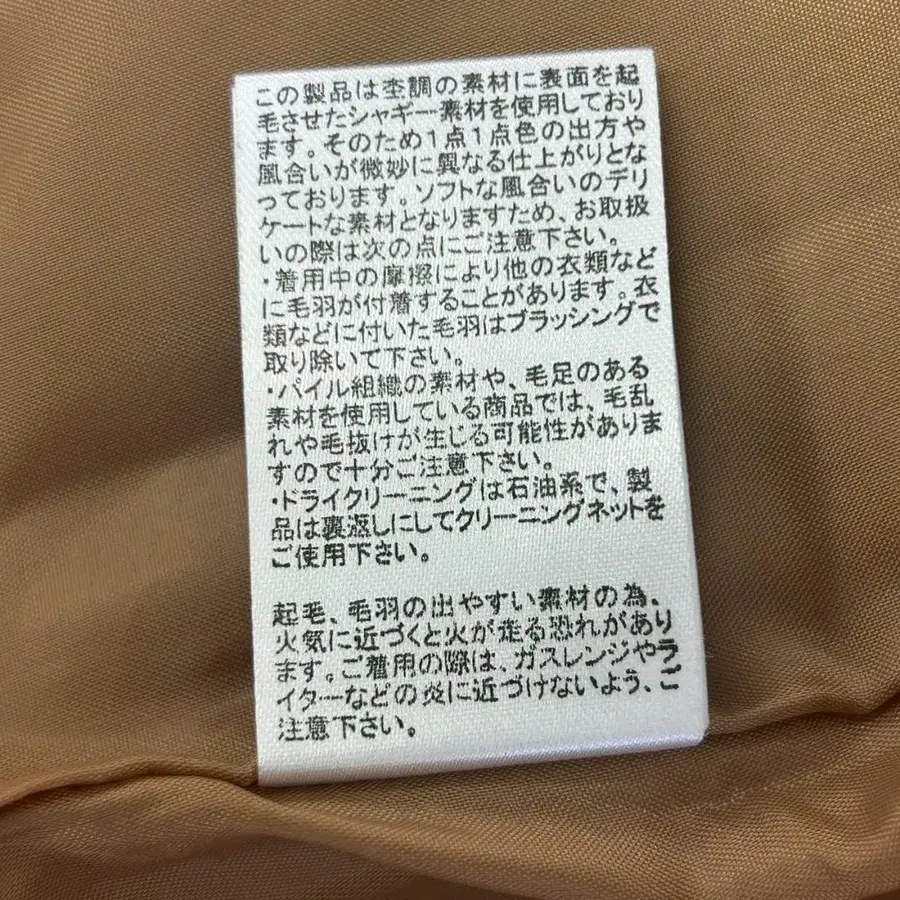 この製品は杢調の素材に表面を起
毛させたシャギー素材を使用しており
ます。そのため1点1点色の出方や
風合いが微妙に異なる仕上がりとな
っております。ソフトな風合いのデリ
ケートな素材となりますため、お取扱
いの際は次の点にご注意下さい。
・着用中の摩擦により他の衣類など
に毛羽が付着することがあります。衣
類などに付いた毛羽はブラッシングで
取り除いて下さい。
・パイル組織の素材や、毛足のある
素材を使用している商品では、毛乱
れや毛抜けが生じる可能性がありま
すので十分ご注意下さい。
・ドライクリーニングは石油系で、製
品は裏返しにしてクリーニングネットを
ご使用下さい。
起毛、毛羽の出やすい素材の為、
火気に近づくと火が走る恐れがあり
ます。ご着用の際は、ガスレンジやラ
イターなどの炎に近づけないよう、ご
注意下さい。